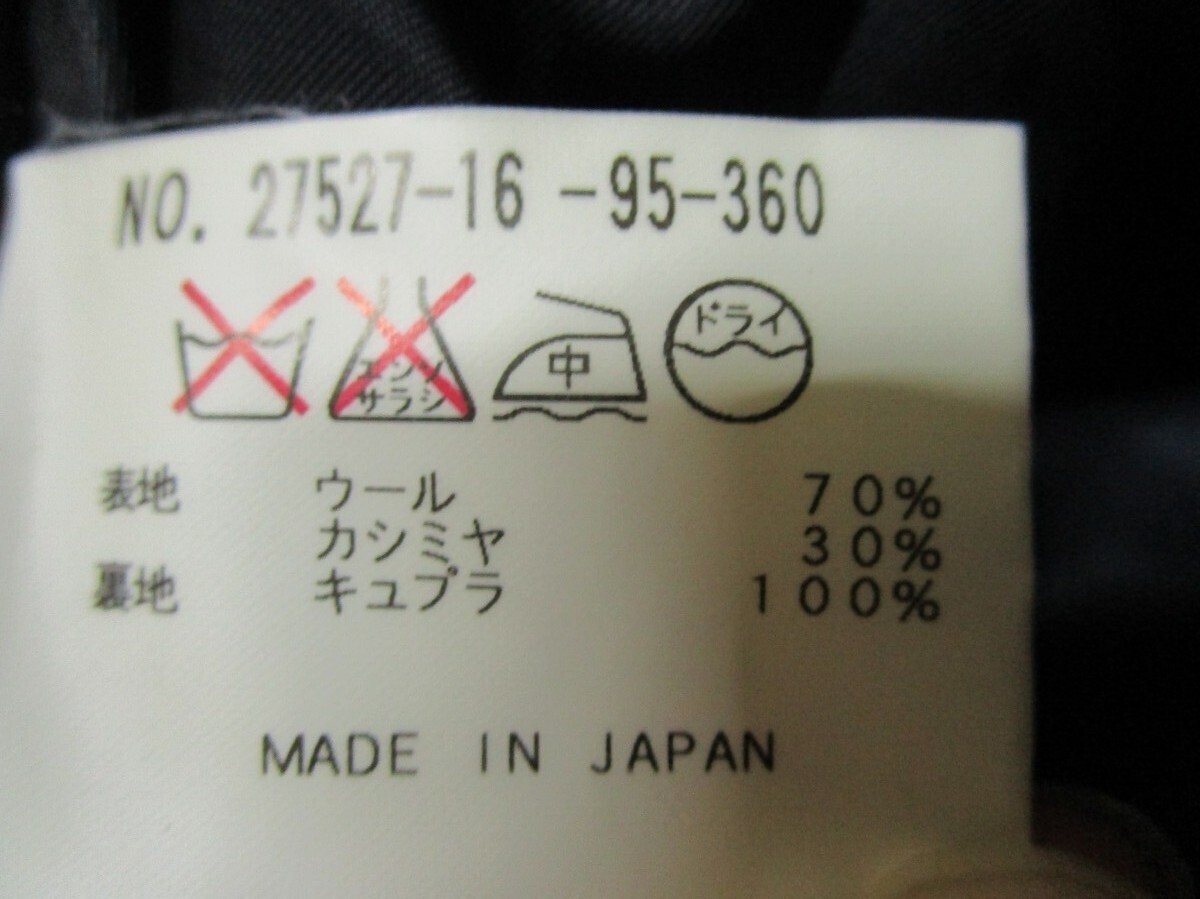 NO. 27527-16 -95-360
エンソ サラシ 中 ドライ
表地 ウール 70%
カシミヤ 30%
裏地 キュプラ 100%
MADE IN JAPAN